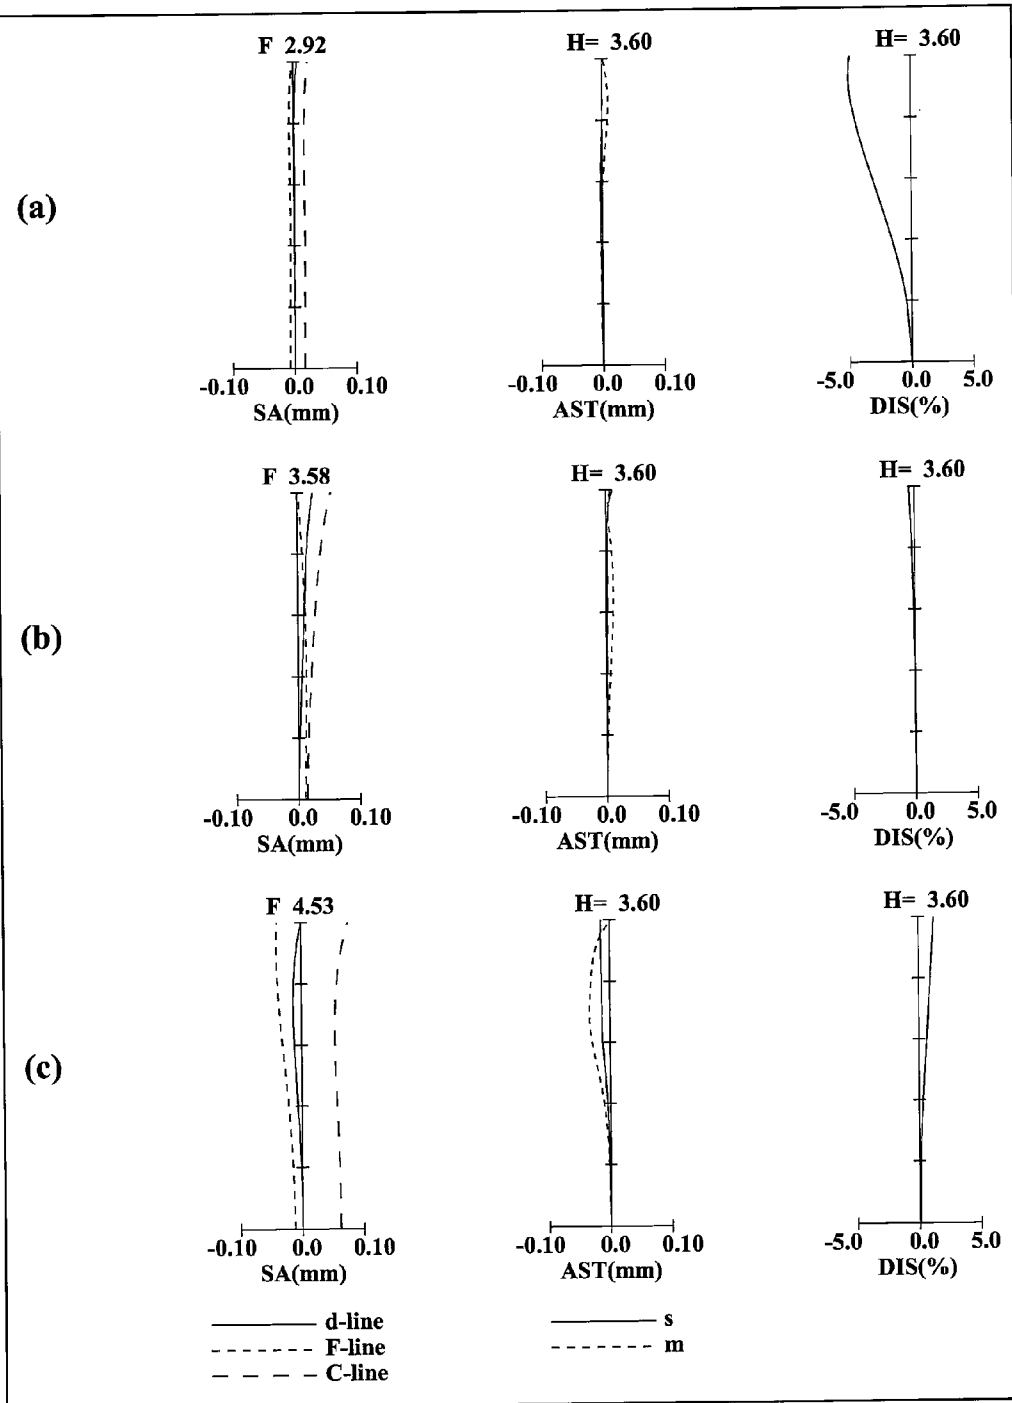 F 2.92 H= 3.60 H= 3.60
(a)
-0.10 0.0 0.10 -0.10 0.0 0.10 -5.0 0.0 5.0
SA(mm) AST(mm) DIS(%)
F 3.58 H= 3.60 H= 3.60
(b)
-0.10 0.0 0.10 -0.10 0.0 0.10 -5.0 0.0 5.0
SA(mm) AST(mm) DIS(%)
F 4.53 H= 3.60 H= 3.60
(c)
-0.10 0.0 0.10 -0.10 0.0 0.10 -5.0 0.0 5.0
SA(mm) AST(mm) DIS(%)
d-line s
F-line m
C-line